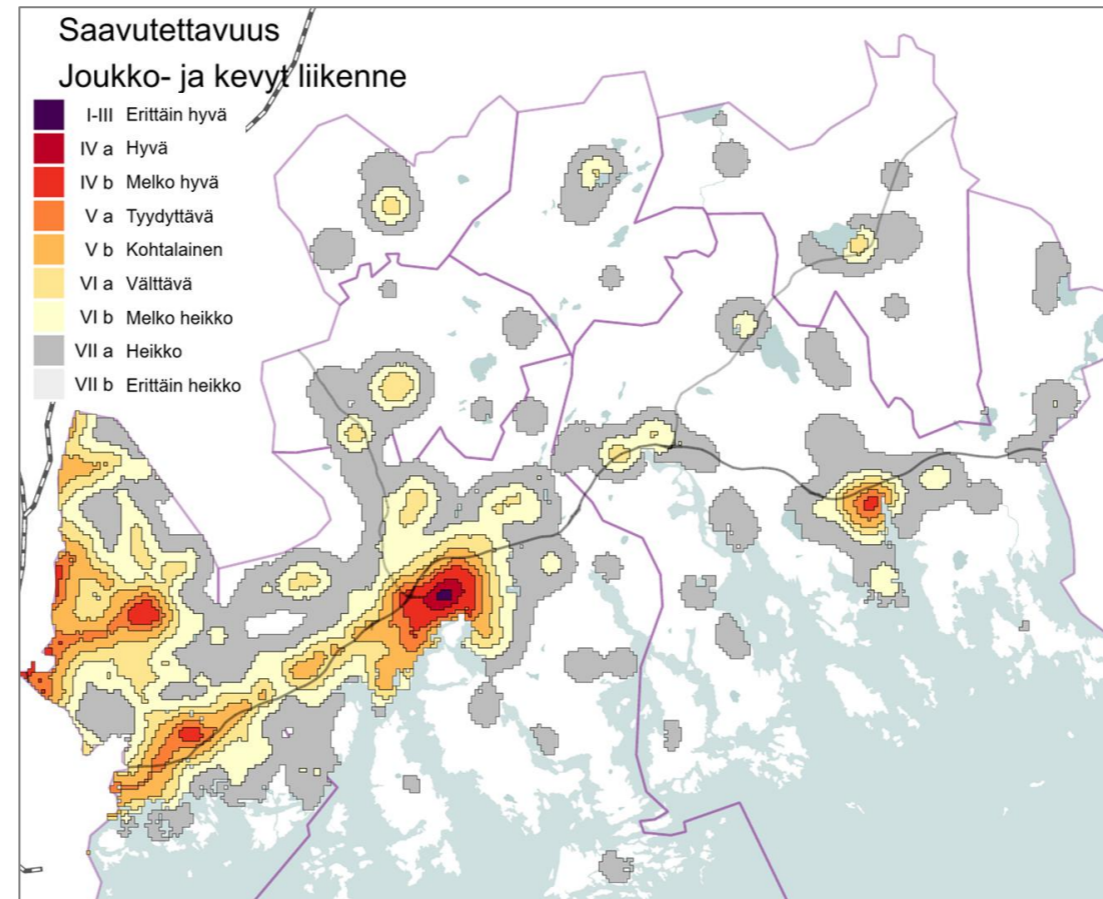 Saavutettavuus
Joukko- ja kevyt liikenne
I-III Erittäin hyvä
IV a Hyvä
IV b Melko hyvä
V a Tyydyttävä
V b Kohtalainen
VI a Välttävä
VI b Melko heikko
VII a Heikko
VII b Erittäin heikko